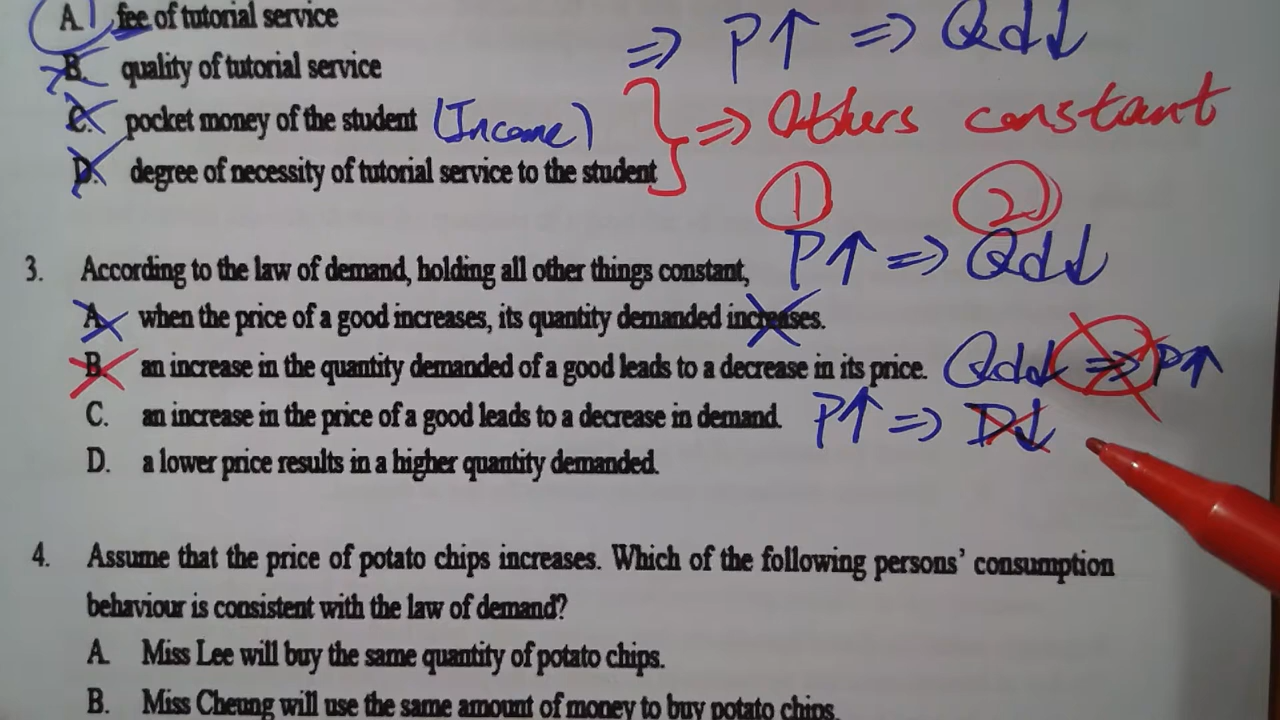 A. fee of tutorial service
⇒ P↑ ⇒ Qd↓
B. quality of tutorial service
C. pocket money of the student (Income)
⇒ Others constant
D. degree of necessity of tutorial service to the student
① ②
3. According to the law of demand, holding all other things constant, P↑ ⇒ Qd↓
A. when the price of a good increases, its quantity demanded increases.
B. an increase in the quantity demanded of a good leads to a decrease in its price. Qd↓ ⇒ P↑
C. an increase in the price of a good leads to a decrease in demand. P↑ ⇒ D↓
D. a lower price results in a higher quantity demanded.
4. Assume that the price of potato chips increases. Which of the following persons’ consumption
behaviour is consistent with the law of demand?
A. Miss Lee will buy the same quantity of potato chips.
B. Miss Cheung will use the same amount of money to buy potato chips.